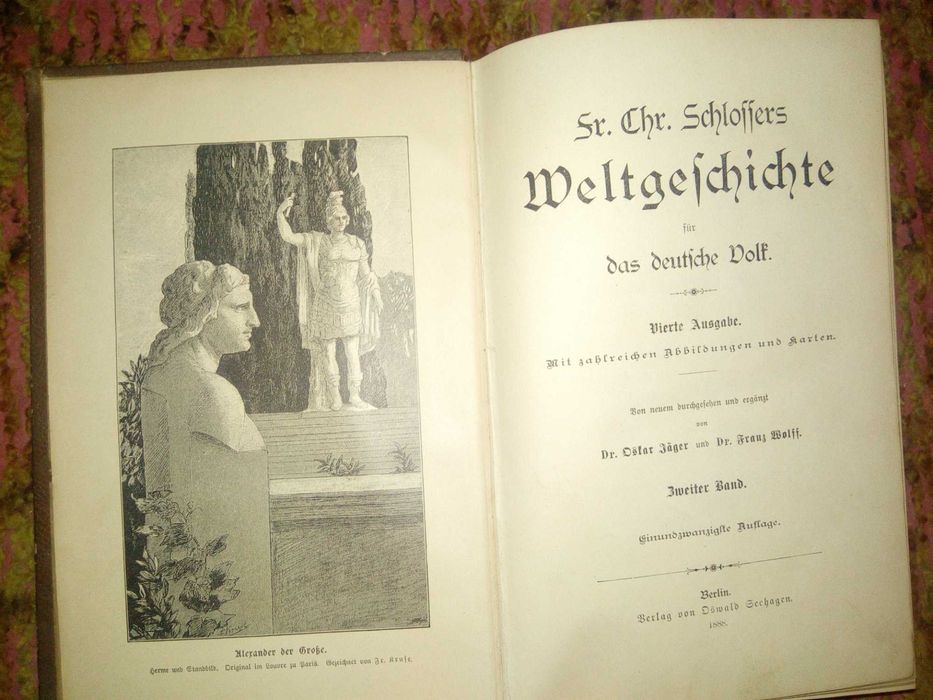 Alexander der Große.
Herme und Standbild. Original im Louvre zu Paris. Gezeichnet von Fr. Kruse.
Fr. Chr. Schloſſers
Weltgeſchichte
für
das deutſche Volk.
Vierte Ausgabe.
Mit zahlreichen Abbildungen und Karten.
Von neuem durchgeſehen und ergänzt
von
Dr. Oskar Jäger und Dr. Franz Wolff.
Zweiter Band.
Einundzwanzigſte Auflage.
Berlin.
Verlag von Oswald Seehagen.
1888.